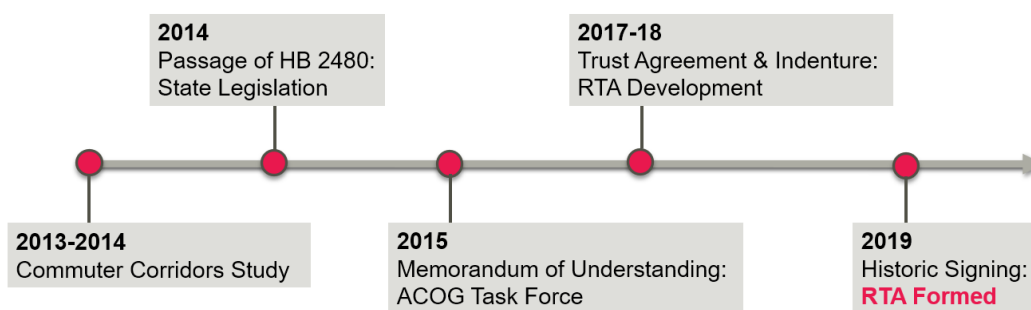 2014
Passage of HB 2480:
State Legislation
2017-18
Trust Agreement & Indenture:
RTA Development
2013-2014
Commuter Corridors Study
2015
Memorandum of Understanding:
ACOG Task Force
2019
Historic Signing:
RTA Formed